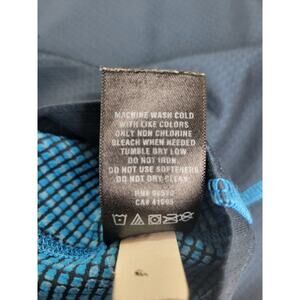 MACHINE WASH COLD
WITH LIKE COLORS
ONLY NON CHLORINE
BLEACH WHEN NEEDED
TUMBLE DRY LOW
DO NOT IRON
DO NOT USE SOFTENERS
DO NOT DRY CLEAN
RN#
CA#